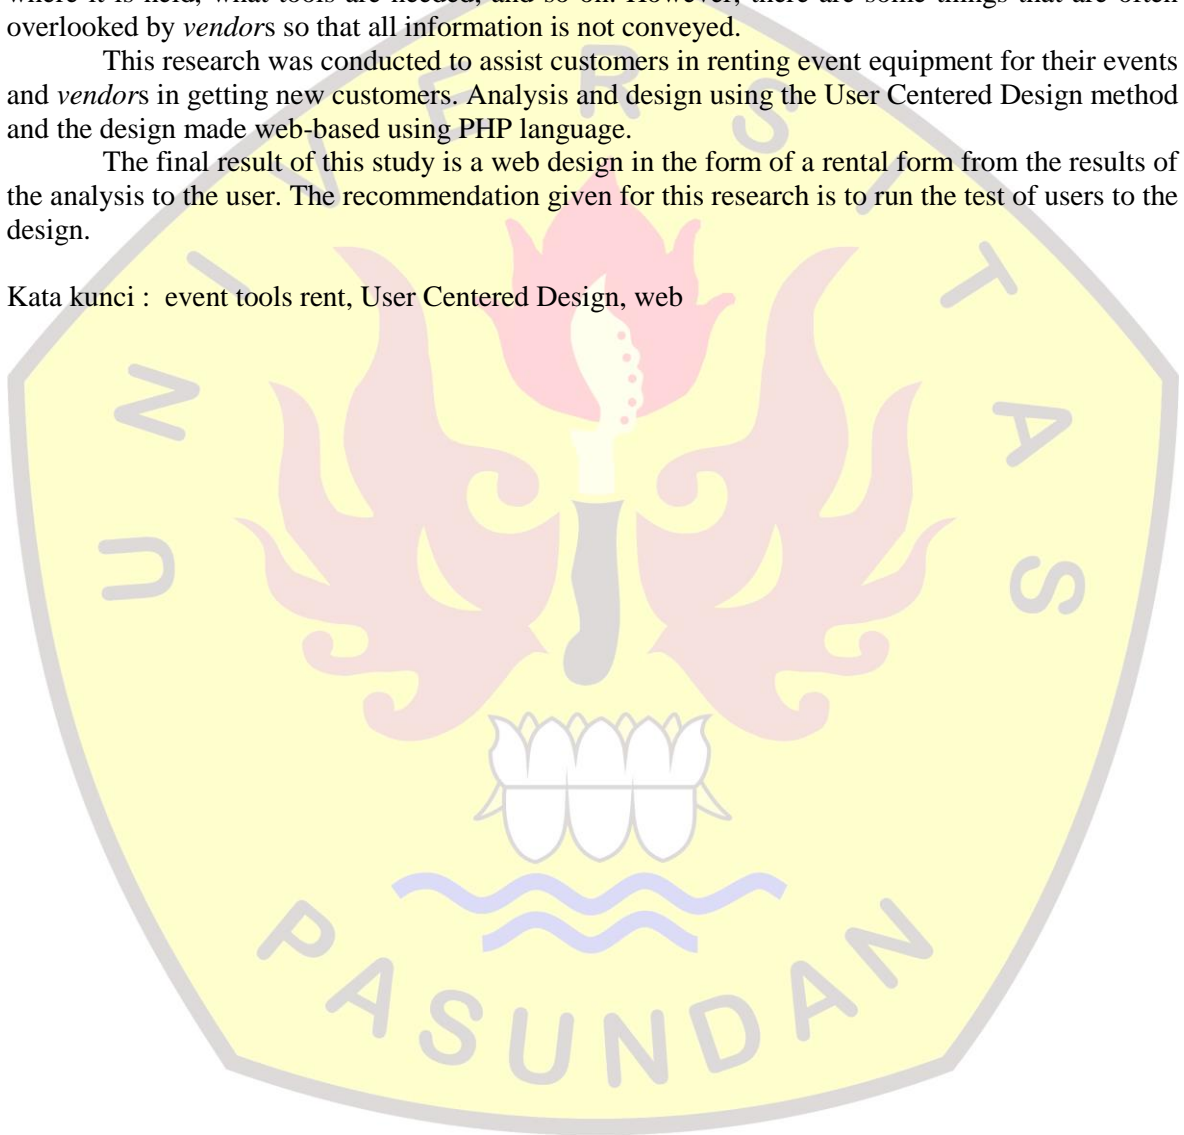 where it is held, what tools are needed, and so on. However, there are some things that are often
overlooked by vendors so that all information is not conveyed.
This research was conducted to assist customers in renting event equipment for their events
and vendors in getting new customers. Analysis and design using the User Centered Design method
and the design made web-based using PHP language.
The final result of this study is a web design in the form of a rental form from the results of
the analysis to the user. The recommendation given for this research is to run the test of users to the
design.
Kata kunci : event tools rent, User Centered Design, web
UNIVERSITAS
PASUNDAN